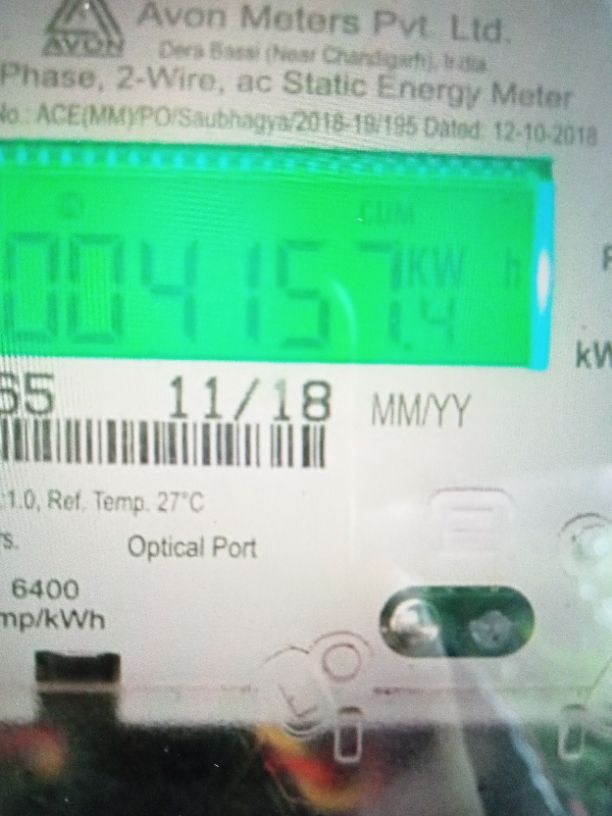 AVON
Avon Meters Pvt. Ltd.
Dera Bassi (Near Chandigarh), India
Phase, 2-Wire, ac Static Energy Meter
No.: ACE(MM)/PO/Saubhagya/2018-19/195 Dated: 12-10-2018
CUM
004157.4 KW h
kW
65 11/18 MM/YY
1.0, Ref. Temp. 27°C
rs. Optical Port
6400
mp/kWh